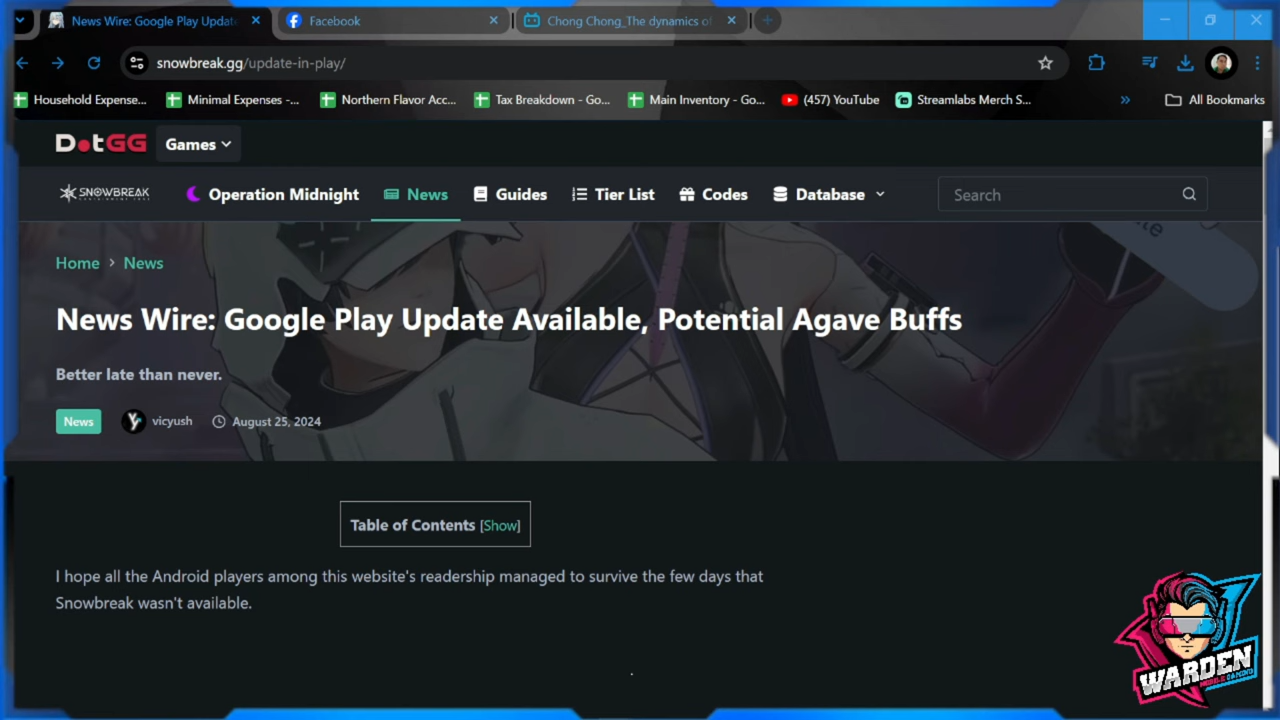 News Wire: Google Play Updat
Facebook
Chong Chong_The dynamics of
snowbreak.gg/update-in-play/
Household Expense...
Minimal Expenses -...
Northern Flavor Acc...
Tax Breakdown - Go...
Main Inventory - Go...
(457) YouTube
Streamlabs Merch S...
All Bookmarks
DotGG
Games
SNOWBREAK
Operation Midnight
News
Guides
Tier List
Codes
Database
Search
Home > News
News Wire: Google Play Update Available, Potential Agave Buffs
Better late than never.
News
vicyush
August 25, 2024
Table of Contents [Show]
I hope all the Android players among this website's readership managed to survive the few days that
Snowbreak wasn't available.
WARDEN
MOBILE GAMING